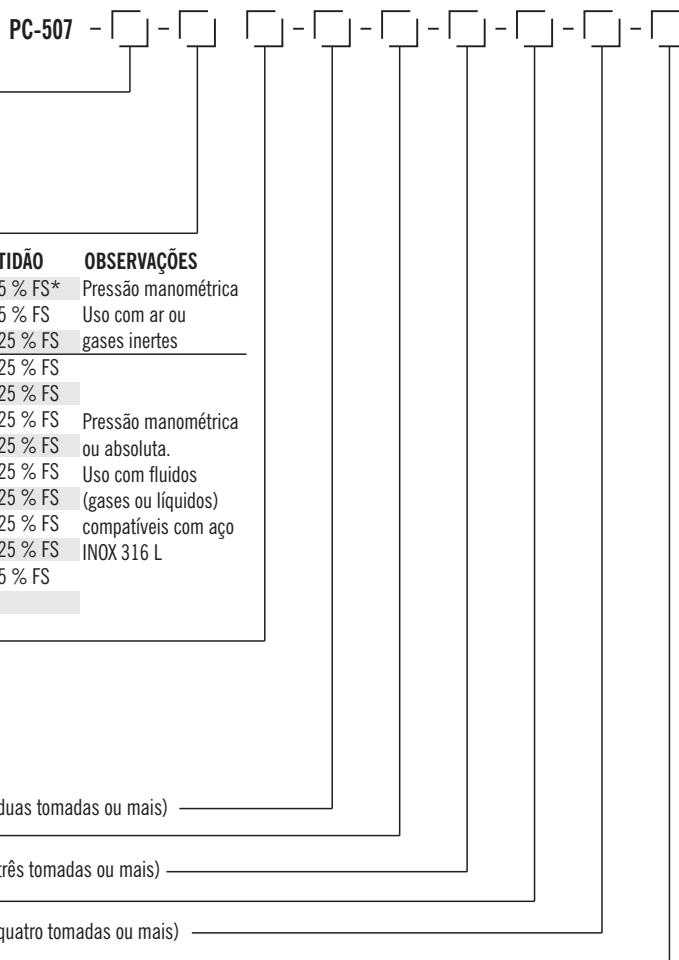 PC-507 - - - - - - - -
TIDÃO OBSERVAÇÕES
5 % FS* Pressão manométrica
5 % FS Uso com ar ou
25 % FS gases inertes
25 % FS
25 % FS
25 % FS Pressão manométrica
25 % FS ou absoluta.
25 % FS Uso com fluidos
25 % FS (gases ou líquidos)
25 % FS compatíveis com aço
25 % FS INOX 316 L
5 % FS
duas tomadas ou mais)
três tomadas ou mais)
quatro tomadas ou mais)